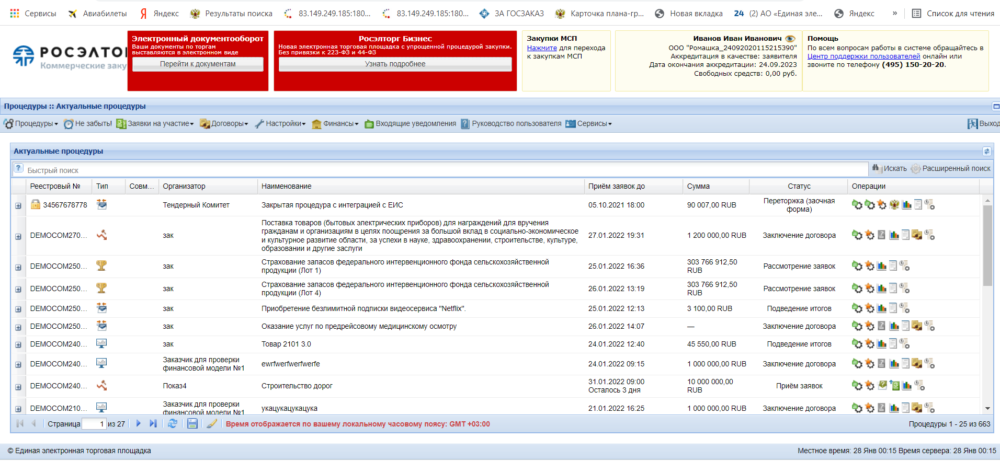 Сервисы Авиабилеты Яндекс Результаты поиска 83.149.249.185:180... 83.149.249.185:180... ЗА ГОСЗАКАЗ Карточка плана-гр... Новая вкладка 24 (2) АО «Единая эле... Яндекс » Список для чтения
РОСЭЛТОР
Коммерческие заку
Электронный документооборот
Ваши документы по торгам
выставляются в электронном виде
Перейти к документам
Росэлторг Бизнес
Новая электронная торговая площадка с упрощенной процедурой закупки.
Без привязки к 223-ФЗ и 44-ФЗ
Узнать подробнее
Закупки МСП
Нажмите для перехода
к закупкам МСП
Иванов Иван Иванович
ООО "Ромашка_24092020115215390"
Аккредитация в качестве: заявителя
Дата окончания аккредитации: 24.09.2023
Свободных средств: 0,00 руб.
Помощь
По всем вопросам работы в системе обращайтесь в
Центр поддержки пользователей онлайн или
звоните по телефону (495) 150-20-20.
Процедуры :: Актуальные процедуры
Процедуры Не забыть! Заявки на участие Договоры Настройки Финансы Входящие уведомления Руководство пользователя Сервисы Выход
Актуальные процедуры
Быстрый поиск Искать Расширенный поиск
Реестровый № Тип Совм... Организатор Наименование Приём заявок до Сумма Статус Операции
34567678778 Тендерный Комитет Закрытая процедура с интеграцией с ЕИС 05.10.2021 18:00 90 007,00 RUB Переторжка (заочная
форма)
Поставка товаров (бытовых электрических приборов) для награждений для вручения
гражданам и организациям в целях поощрения за большой вклад в социально-экономическое
DEMOCOM270... зак 27.01.2022 19:31 1 200 000,00 RUB Заключение договора
и культурное развитие области, за успехи в науке, здравоохранении, строительстве, культуре,
образовании и другие заслуги
DEMOCOM250... зак Страхование запасов федерального интервенционного фонда сельскохозяйственной 25.01.2022 16:36 303 766 912,50 Рассмотрение заявок
продукции (Лот 1) RUB
DEMOCOM250... зак Страхование запасов федерального интервенционного фонда сельскохозяйственной 26.01.2022 13:19 303 766 912,50 Рассмотрение заявок
продукции (Лот 4) RUB
DEMOCOM250... зак Приобретение безлимитной подписки видеосервиса "Netflix". 25.01.2022 12:13 3 100,00 RUB Подведение итогов
DEMOCOM250... зак Оказание услуг по предрейсовому медицинскому осмотру 26.01.2022 14:07 — Заключение договора
DEMOCOM240... зак Товар 2101 3.0 24.01.2022 12:40 45 550,00 RUB Подведение итогов
DEMOCOM240... Заказчик для проверки ewrfwerfwerfwerfe 24.01.2022 09:15 1 000 000,00 RUB Заключение договора
финансовой модели №1
DEMOCOM240... Показ4 Строительство дорог 31.01.2022 09:00 10 000 000,00 Приём заявок
Осталось 3 дня RUB
DEMOCOM210... Заказчик для проверки укацукацукацука 21.01.2022 16:25 1 000 000,00 RUB Заключение договора
финансовой модели №1
Страница 1 из 27 Время отображается по вашему локальному часовому поясу: GMT +03:00 Процедуры 1 - 25 из 663
© Единая электронная торговая площадка Местное время: 28 Янв 00:15 Время сервера: 28 Янв 00:15